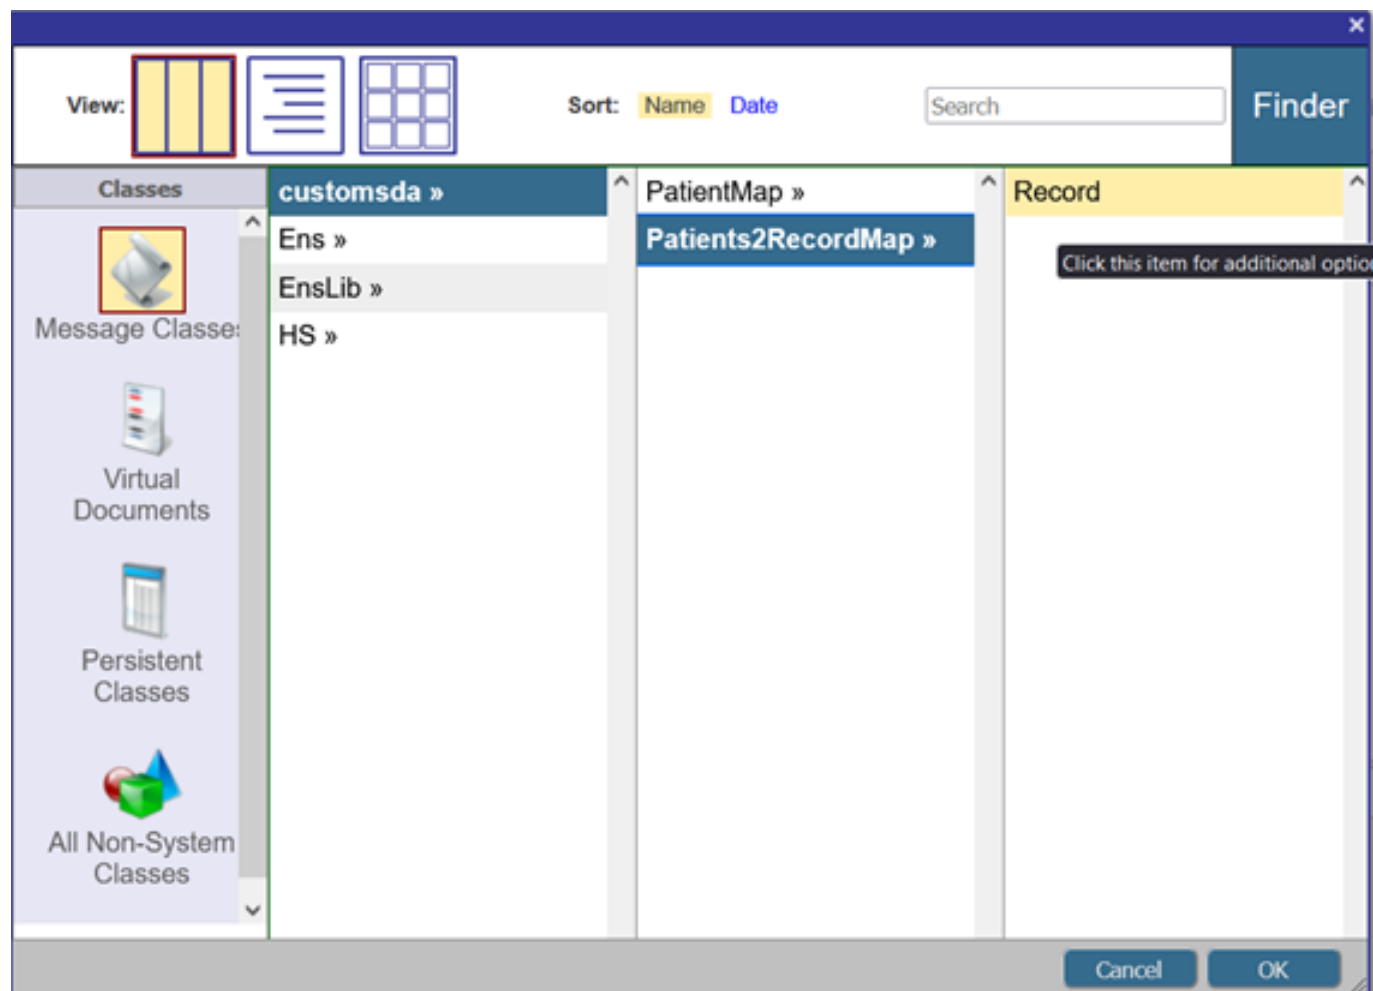 ×
View:
Sort: Name Date
Search
Finder
Classes
Message Classes
Virtual
Documents
Persistent
Classes
All Non-System
Classes
customsda »
Ens »
EnsLib »
HS »
PatientMap »
Patients2RecordMap »
Record
Click this item for additional optio
Cancel
OK